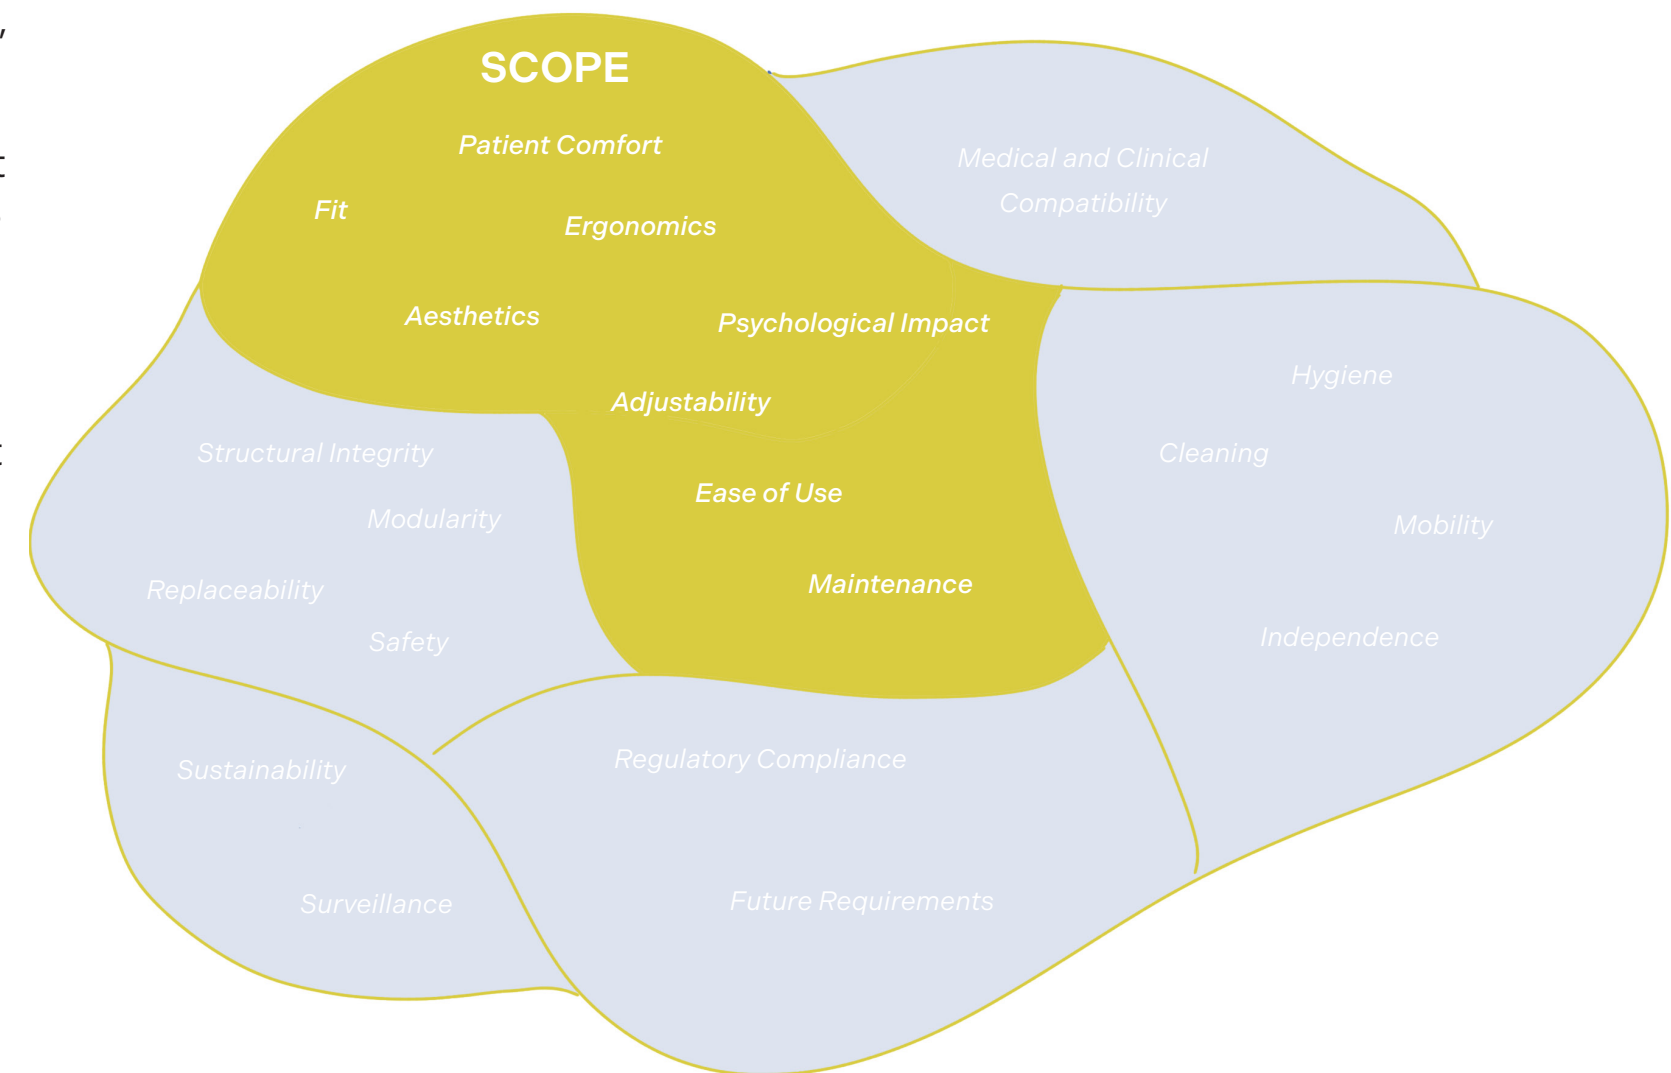 SCOPE
Patient Comfort
Fit
Ergonomics
Aesthetics
Psychological Impact
Adjustability
Ease of Use
Maintenance
Medical and Clinical
Compatibility
Hygiene
Cleaning
Mobility
Independence
Structural Integrity
Modularity
Replaceability
Safety
Sustainability
Surveillance
Regulatory Compliance
Future Requirements